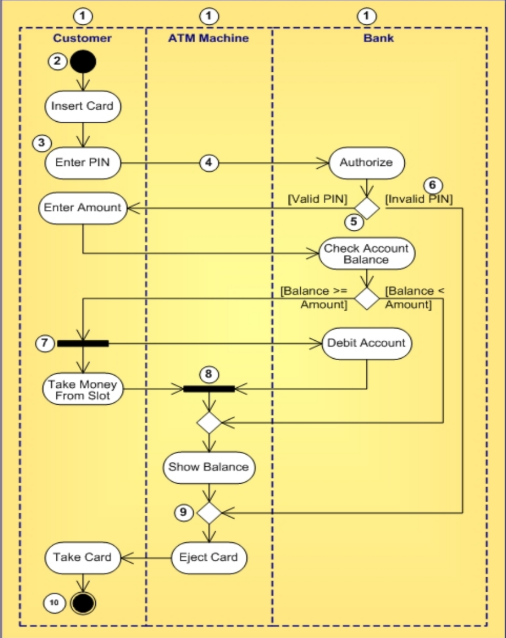 1 1 1
Customer ATM Machine Bank
2
Insert Card
3
Enter PIN 4 Authorize
6
[Valid PIN] [Invalid PIN]
Enter Amount
5
Check Account
Balance
[Balance >= [Balance <
Amount] Amount]
7 Debit Account
8
Take Money
From Slot
Show Balance
9
Take Card Eject Card
10